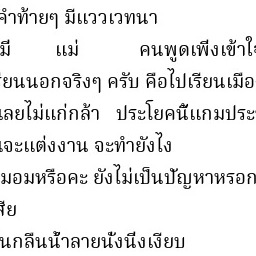 คำท้ายๆ มีแววเวทนา
มี แม่ คนพูดเพิ่งเข้าใจ
รียนนอกจริงๆ ครับ คือไปเรียนเมือ
เลยไม่แก่กล้า ประโยคนี้แกมประ
นจะแต่งงาน จะทำยังไง
มอมหรือคะ ยังไม่เป็นปัญหาหรอก
สีย
นกลืนน้ำลายนั่งนิ่งเงียบ